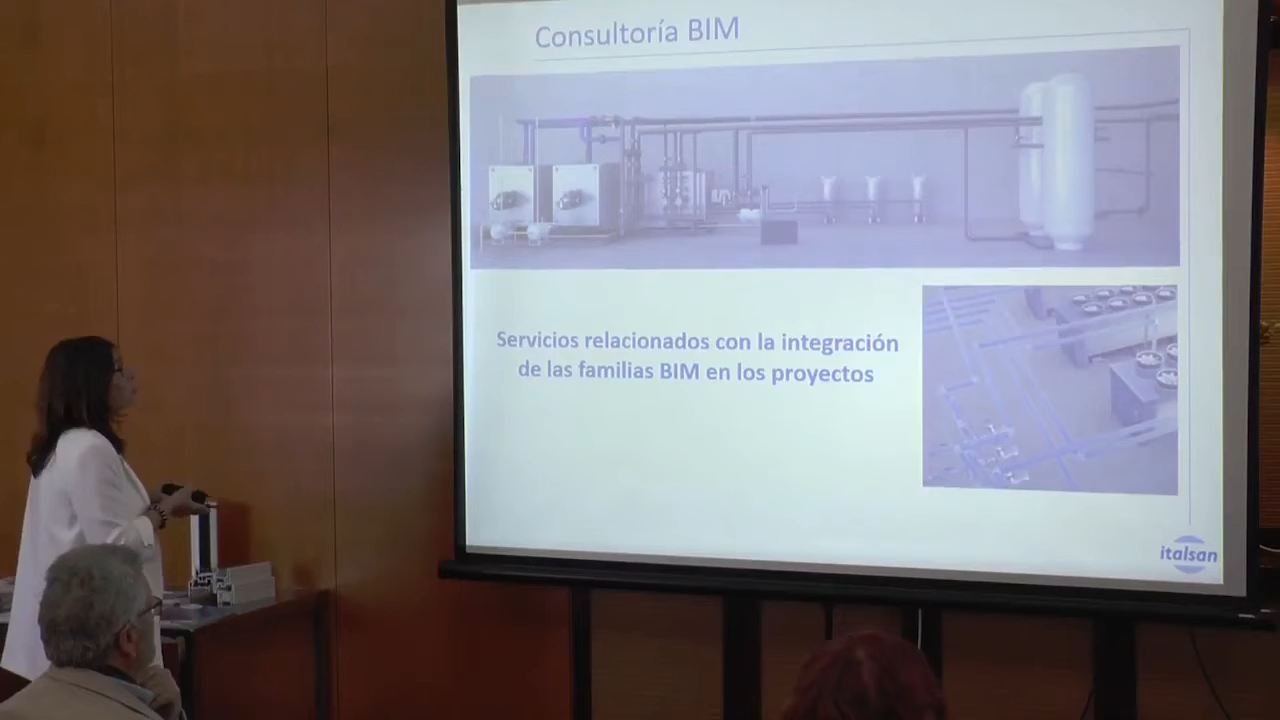 Consultoría BIM
Servicios relacionados con la integración
de las familias BIM en los proyectos
italsan